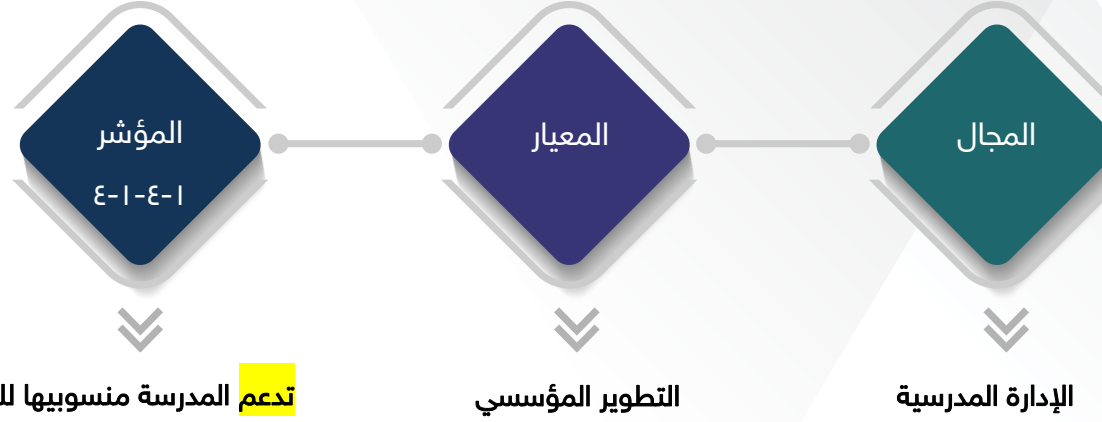 المجال
المعيار
المؤشر
١-٤-١-٤
الإدارة المدرسية
التطوير المؤسسي
تدعم المدرسة منسوبيها